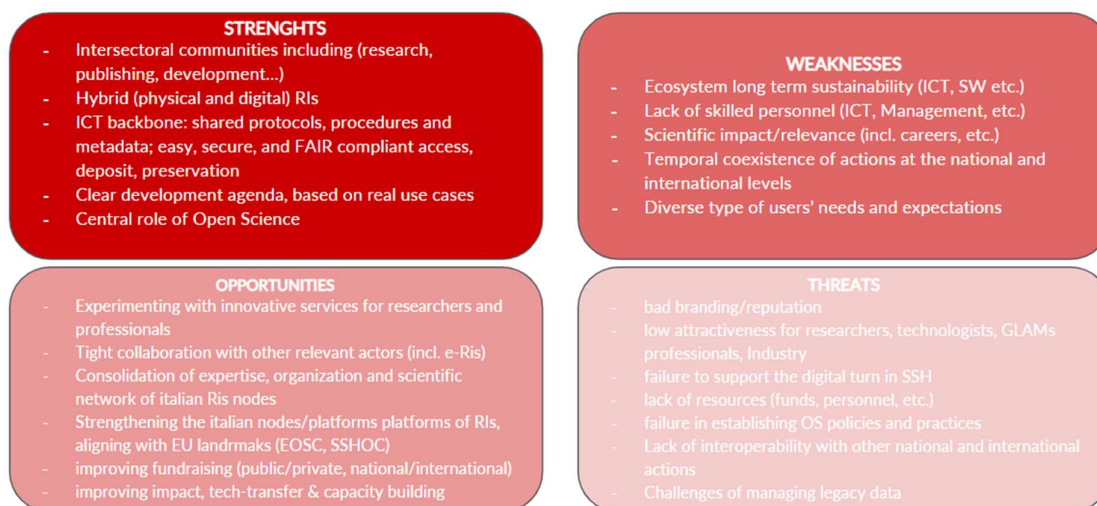 STRENGHTS
- Intersectoral communities including (research,
publishing, development...)
- Hybrid (physical and digital) RIs
- ICT backbone: shared protocols, procedures and
metadata; easy, secure, and FAIR compliant access,
deposit, preservation
- Clear development agenda, based on real use cases
- Central role of Open Science
WEAKNESSES
- Ecosystem long term sustainability (ICT, SW etc.)
- Lack of skilled personnel (ICT, Management, etc.)
- Scientific impact/relevance (incl. careers, etc.)
- Temporal coexistence of actions at the national and
international levels
- Diverse type of users' needs and expectations
OPPORTUNITIES
- Experimenting with innovative services for researchers and
professionals
- Tight collaboration with other relevant actors (incl. e-Ris)
- Consolidation of expertise, organization and scientific
network of italian Ris nodes
- Strengthening the italian nodes/platforms platforms of RIs,
aligning with EU landrmaks (EOSC, SSHOC)
- improving fundraising (public/private, national/international)
- improving impact, tech-transfer & capacity building
THREATS
- bad branding/reputation
- low attractiveness for researchers, technologists, GLAMs
professionals, Industry
- failure to support the digital turn in SSH
- lack of resources (funds, personnel, etc.)
- failure in establishing OS policies and practices
- Lack of interoperability with other national and international
actions
- Challenges of managing legacy data